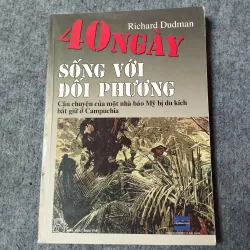 Richard Dudman
40 NGÀY
SỐNG VỚI
ĐỐI PHƯƠNG
Câu chuyện của một nhà báo Mỹ bị du kích
bắt giữ ở Campuchia